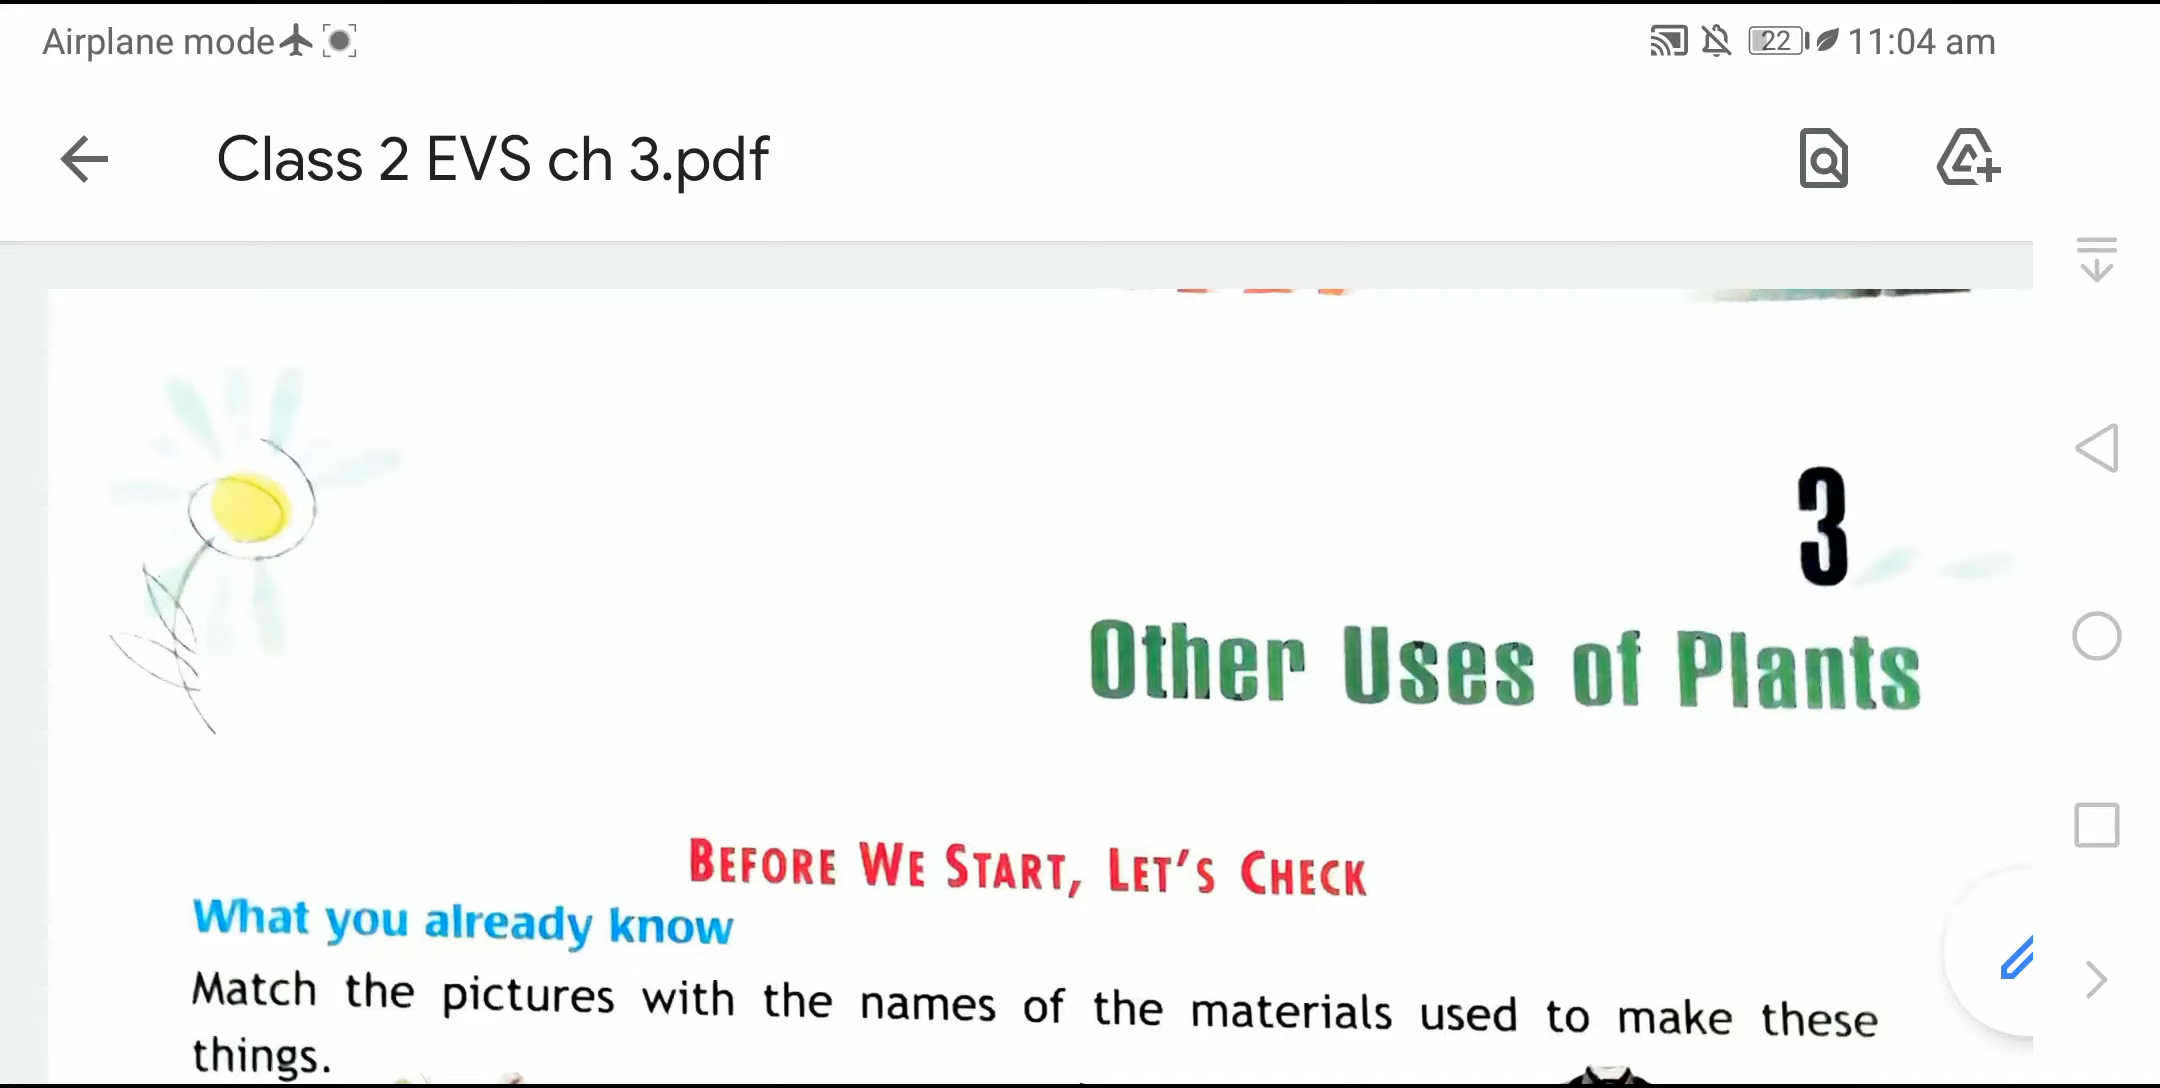 Airplane mode
22 11:04 am
Class 2 EVS ch 3.pdf
3
Other Uses of Plants
BEFORE WE START, LET'S CHECK
What you already know
Match the pictures with the names of the materials used to make these
things.